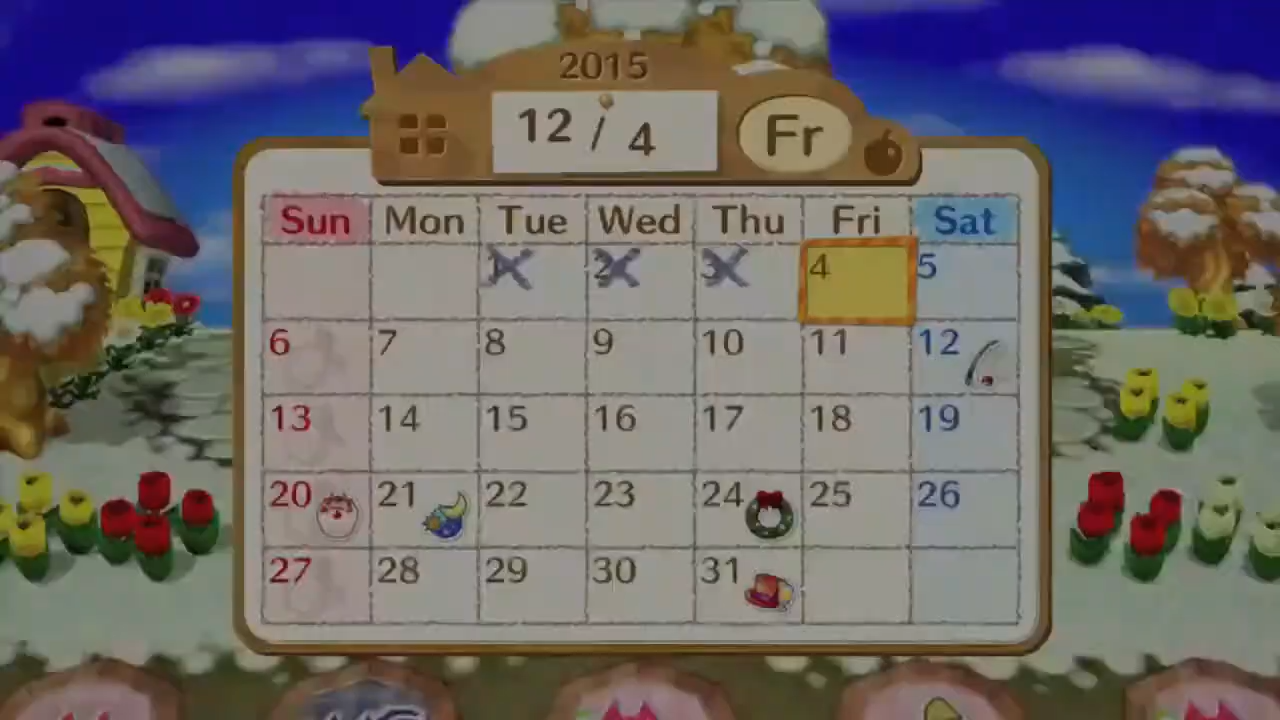 2015
12 / 4 Fr
Sun Mon Tue Wed Thu Fri Sat
1 2 3 4 5
6 7 8 9 10 11 12
13 14 15 16 17 18 19
20 21 22 23 24 25 26
27 28 29 30 31